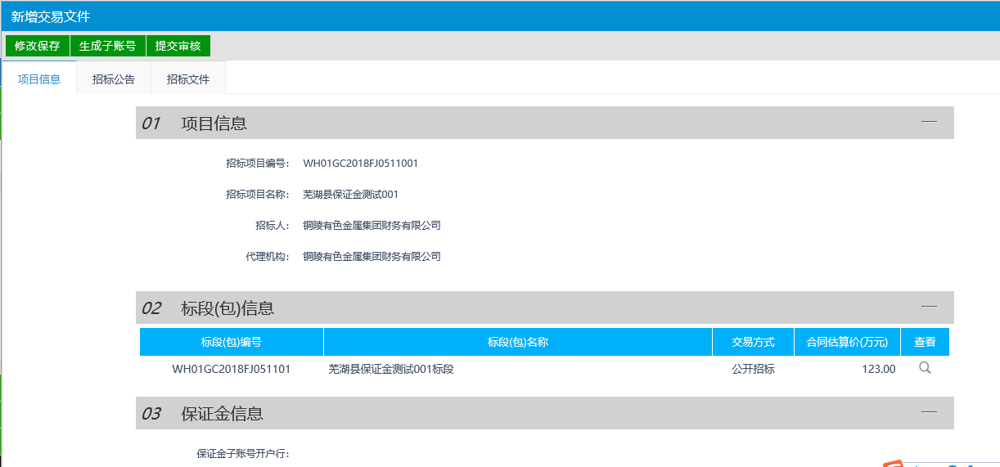 新增交易文件
修改保存 生成子账号 提交审核
项目信息 招标公告 招标文件
01 项目信息
招标项目编号: WH01GC2018FJ0511001
招标项目名称: 芜湖县保证金测试001
招标人: 铜陵有色金属集团财务有限公司
代理机构: 铜陵有色金属集团财务有限公司
02 标段(包)信息
标段(包)编号 标段(包)名称 交易方式 合同估算价(万元) 查看
WH01GC2018FJ051101 芜湖县保证金测试001标段 公开招标 123.00
03 保证金信息
保证金子账号开户行: